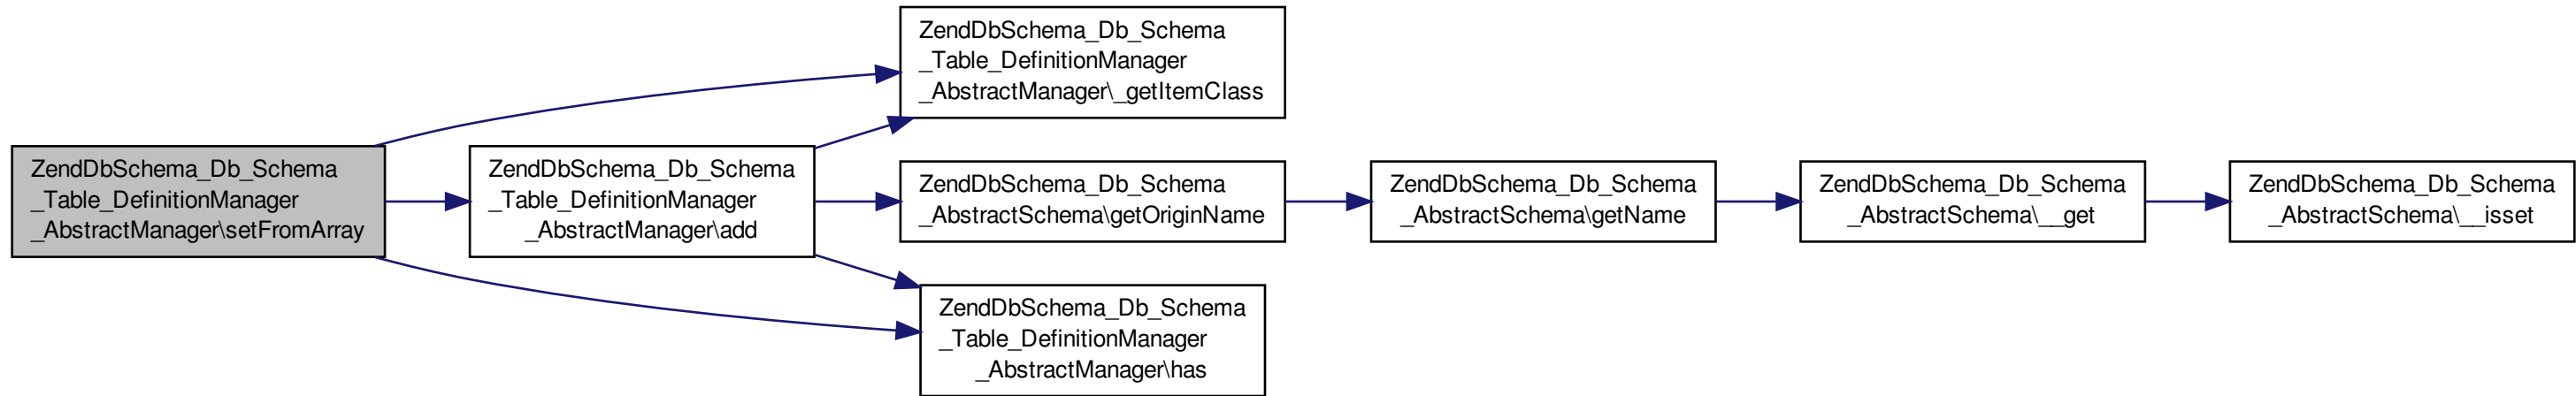 ZendDbSchema_Db_Schema
_Table_DefinitionManager
_AbstractManager\setFromArray
ZendDbSchema_Db_Schema
_Table_DefinitionManager
_AbstractManager\add
ZendDbSchema_Db_Schema
_Table_DefinitionManager
_AbstractManager\_getItemClass
ZendDbSchema_Db_Schema
_AbstractSchema\getOriginName
ZendDbSchema_Db_Schema
_AbstractSchema\getName
ZendDbSchema_Db_Schema
_AbstractSchema\__get
ZendDbSchema_Db_Schema
_AbstractSchema\__isset
ZendDbSchema_Db_Schema
_Table_DefinitionManager
_AbstractManager\has